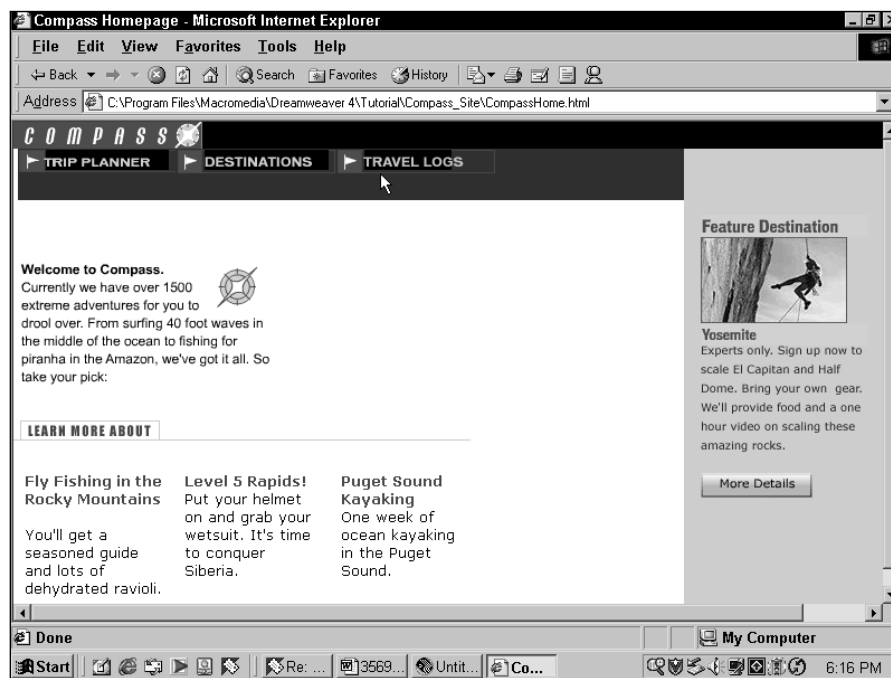 Compass Homepage - Microsoft Internet Explorer
File Edit View Favorites Tools Help
Back Search Favorites History
Address C:\Program Files\Macromedia\Dreamweaver 4\Tutorial\Compass_Site\CompassHome.html
COMPASS
TRIP PLANNER DESTINATIONS TRAVEL LOGS
Feature Destination
Welcome to Compass.
Currently we have over 1500
extreme adventures for you to
drool over. From surfing 40 foot waves in
the middle of the ocean to fishing for
piranha in the Amazon, we've got it all. So
take your pick:
Yosemite
Experts only. Sign up now to
scale El Capitan and Half
Dome. Bring your own gear.
We'll provide food and a one
hour video on scaling these
amazing rocks.
More Details
LEARN MORE ABOUT
Fly Fishing in the
Rocky Mountains
You'll get a
seasoned guide
and lots of
dehydrated ravioli.
Level 5 Rapids!
Put your helmet
on and grab your
wetsuit. It's time
to conquer
Siberia.
Puget Sound
Kayaking
One week of
ocean kayaking
in the Puget
Sound.
Done My Computer
Start Re: ... 3569... Untit... Co... 6:16 PM